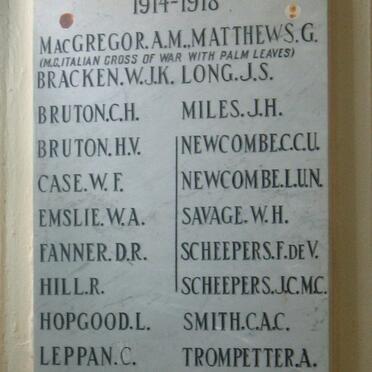 1914-1918
MACGREGOR.A.M., MATTHEWS.G.
(M.C. ITALIAN CROSS OF WAR WITH PALM LEAVES)
BRACKEN.W.J.K. LONG.J.S.
BRUTON.C.H. MILES.J.H.
BRUTON.H.V. NEWCOMBE.C.C.U.
CASE.W.F. NEWCOMBE.L.U.N.
EMSLIE.W.A. SAVAGE.W.H.
FANNER.D.R. SCHEEPERS.F.DEV.
HILL.R. SCHEEPERS.J.C.M.C.
HOPGOOD.L. SMITH.C.A.C.
LEPPAN.C. TROMPETTER.A.